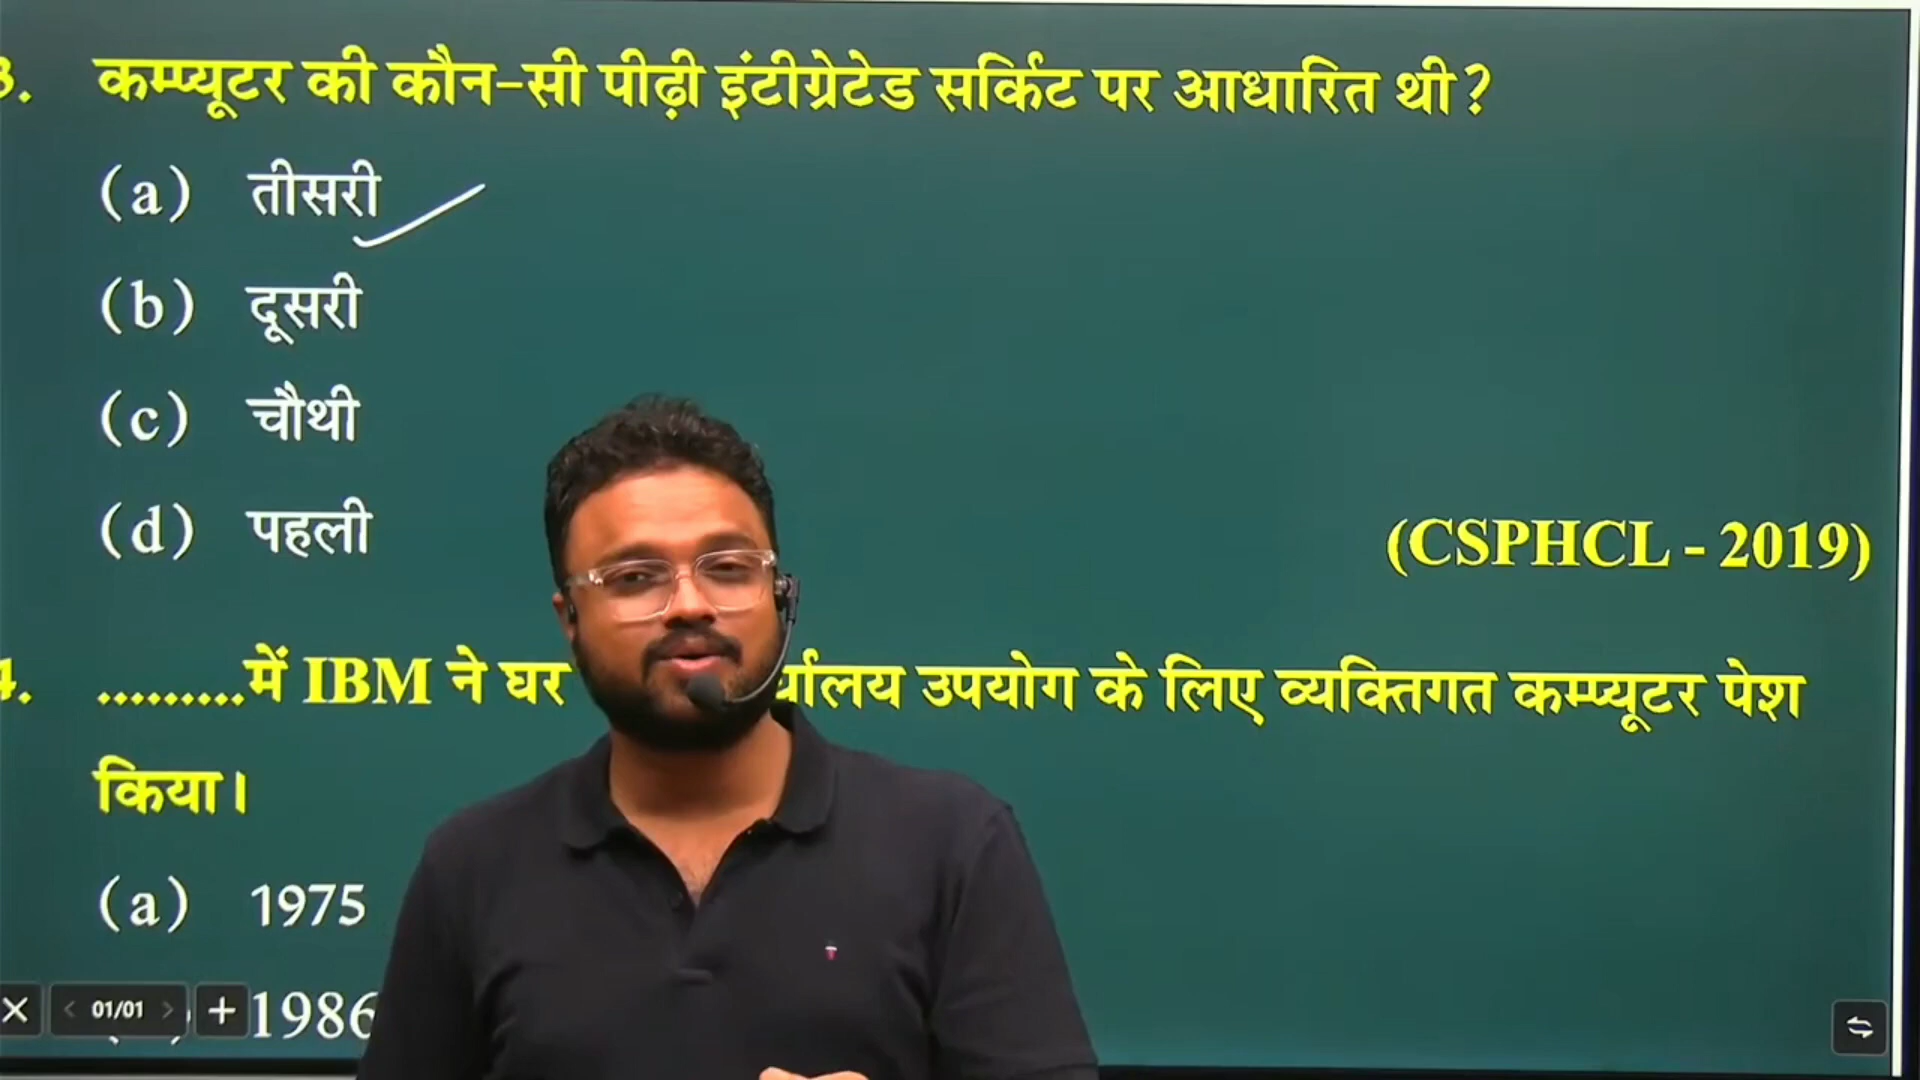 3. कम्प्यूटर की कौन-सी पीढ़ी इंटीग्रेटेड सर्किट पर आधारित थी?
(a) तीसरी
(b) दूसरी
(c) चौथी
(d) पहली
(CSPHCL - 2019)
4. .........में IBM ने घर र्यालय उपयोग के लिए व्यक्तिगत कम्प्यूटर पेश
किया।
(a) 1975
01/01
1986